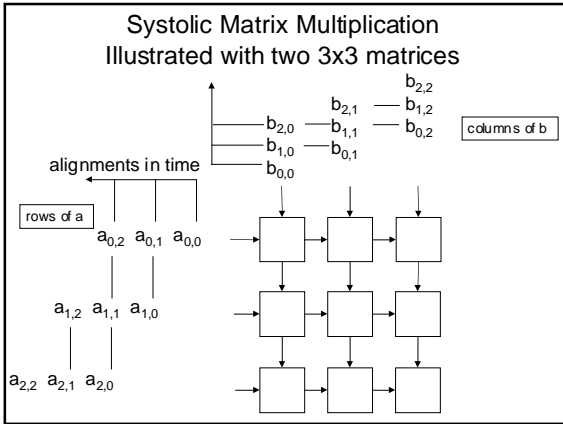 Systolic Matrix Multiplication
Illustrated with two 3x3 matrices
b2,2
b2,1 b1,2
b2,0 b1,1 b0,2
columns of b
b1,0 b0,1
alignments in time
b0,0
rows of a
a0,2 a0,1 a0,0
a1,2 a1,1 a1,0
a2,2 a2,1 a2,0